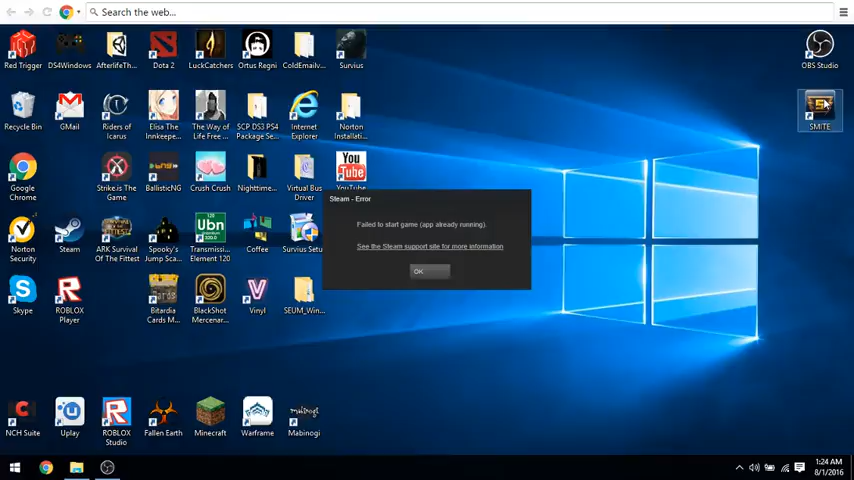 Search the web...
Red Trigger
DS4Windows
AfterlifeTh...
Dota 2
LuckCatchers
Ortus Regni
ColdEmailv...
Survius
OBS Studio
Recycle Bin
GMail
Riders of
Icarus
Elisa The
Innkeepe...
The Way of
Life Free ...
SCP DS3 PS4
Package Se...
Internet
Explorer
Norton
Installati...
SMITE
Google
Chrome
Strike.is The
Game
BallisticNG
Crush Crush
Nighttime...
Virtual Bus
Driver
You
Tube
YouTube
Steam - Error
Failed to start game (app already running).
See the Steam support site for more information
OK
Norton
Security
Steam
ARK Survival
Of The Fittest
Spooky's
Jump Sca...
Ubn
Transmissi...
Element 120
Coffee
Survius Setu...
Skype
ROBLOX
Player
Bitardia
Cards M...
BlackShot
Mercenar...
Vinyl
SEUM_Win...
NCH Suite
Uplay
ROBLOX
Studio
Fallen Earth
Minecraft
Warframe
Mabinogi
Mabinogi
1:24 AM
8/1/2016